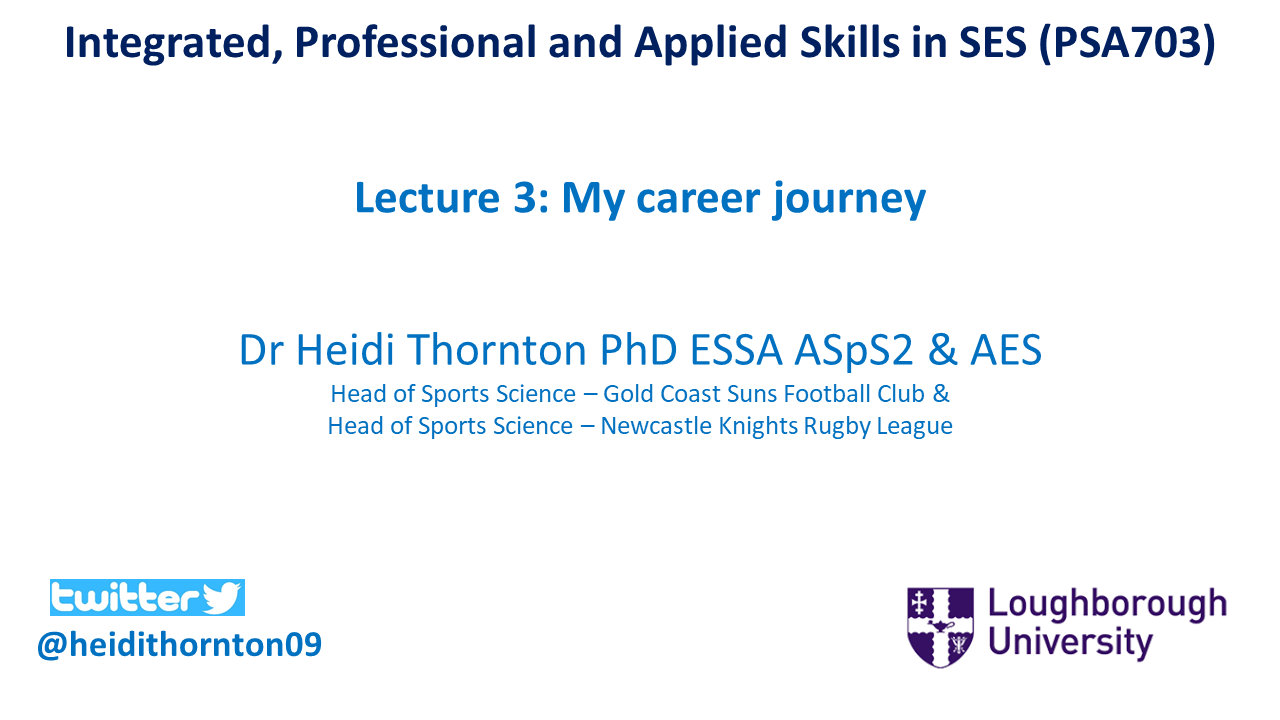 Integrated, Professional and Applied Skills in SES (PSA703)
Lecture 3: My career journey
Dr Heidi Thornton PhD ESSA ASpS2 & AES
Head of Sports Science – Gold Coast Suns Football Club &
Head of Sports Science – Newcastle Knights Rugby League
twitter
@heidithornton09
Loughborough
University